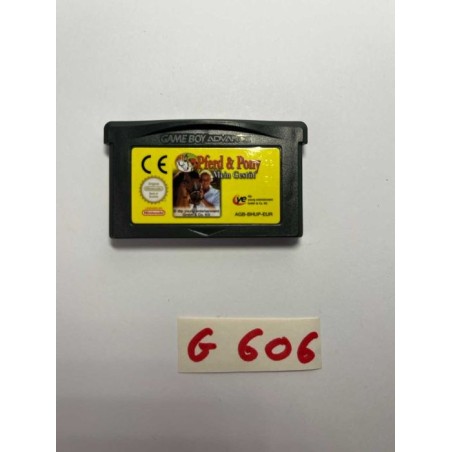 GAME BOY ADVANCE
CE
Pferd & Pony
Mein Gestüt
Nintendo
AGB-BHUP-EUR
G 606